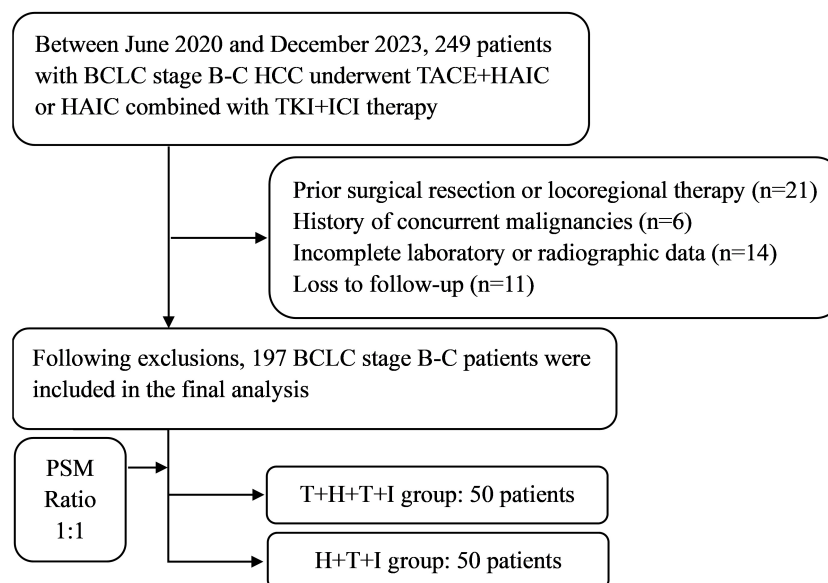 Between June 2020 and December 2023, 249 patients
with BCLC stage B-C HCC underwent TACE+HAIC
or HAIC combined with TKI+ICI therapy
Prior surgical resection or locoregional therapy (n=21)
History of concurrent malignancies (n=6)
Incomplete laboratory or radiographic data (n=14)
Loss to follow-up (n=11)
Following exclusions, 197 BCLC stage B-C patients were
included in the final analysis
PSM
Ratio
1:1
T+H+T+I group: 50 patients
H+T+I group: 50 patients